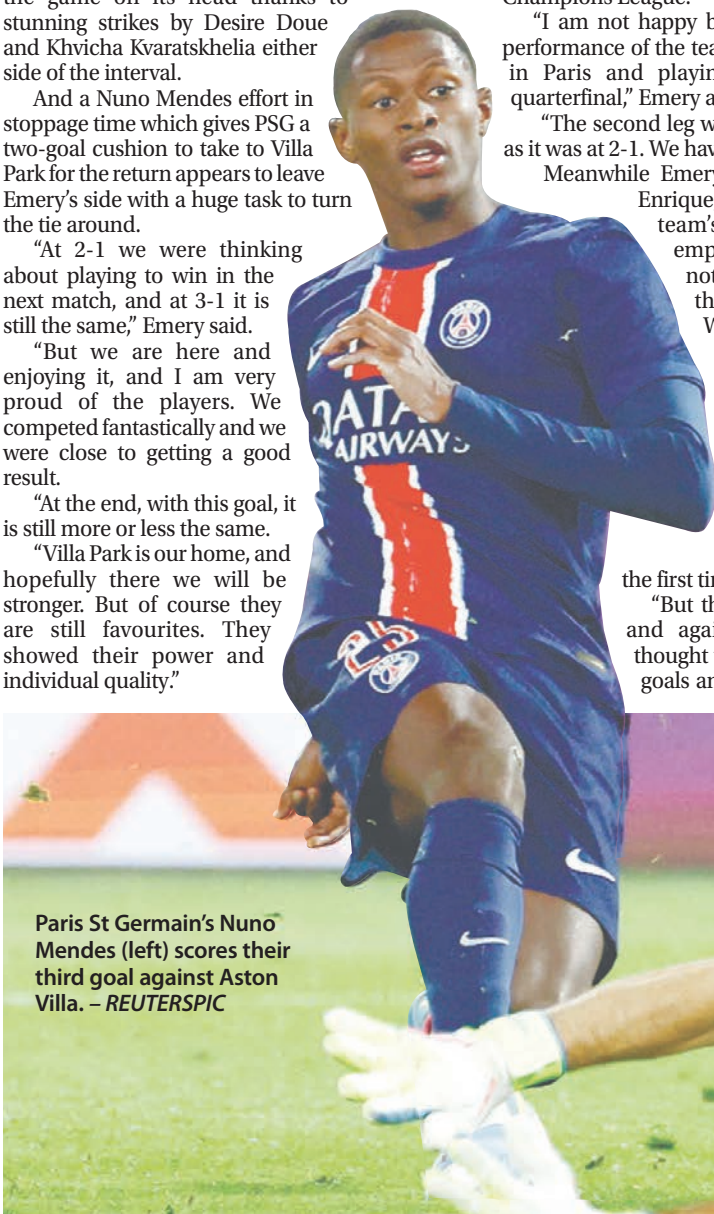 the game on its head thanks to
stunning strikes by Desire Doue
and Khvicha Kvaratskhelia either
side of the interval.
And a Nuno Mendes effort in
stoppage time which gives PSG a
two-goal cushion to take to Villa
Park for the return appears to leave
Emery’s side with a huge task to turn
the tie around.
“At 2-1 we were thinking
about playing to win in the
next match, and at 3-1 it is
still the same,” Emery said.
“But we are here and
enjoying it, and I am very
proud of the players. We
competed fantastically and we
were close to getting a good
result.
“At the end, with this goal, it
is still more or less the same.
“Villa Park is our home, and
hopefully there we will be
stronger. But of course they
are still favourites. They
showed their power and
individual quality.”
Champions League.
“I am not happy
performance of the
in Paris and
quarterfinal,” Emery
“The second leg
as it was at 2-1. We
Meanwhile Emery
Enrique
team’s
not
the first
“But
and
thought
goals
PARIS
QATAR
AIRWAYS
25
PARIS
Paris St Germain’s Nuno
Mendes (left) scores their
third goal against Aston
Villa. – REUTERSPIC